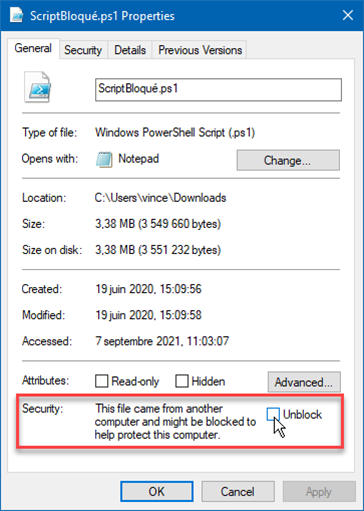 ScriptBloqué.ps1 Properties
General Security Details Previous Versions
ScriptBloqué.ps1
Type of file: Windows PowerShell Script (.ps1)
Opens with: Notepad Change...
Location: C:\Users\vince\Downloads
Size: 3,38 MB (3 549 660 bytes)
Size on disk: 3,38 MB (3 551 232 bytes)
Created: 19 juin 2020, 15:09:56
Modified: 19 juin 2020, 15:09:58
Accessed: 7 septembre 2021, 11:03:07
Attributes: Read-only Hidden Advanced...
Security: This file came from another Unblock
computer and might be blocked to
help protect this computer.
OK Cancel Apply